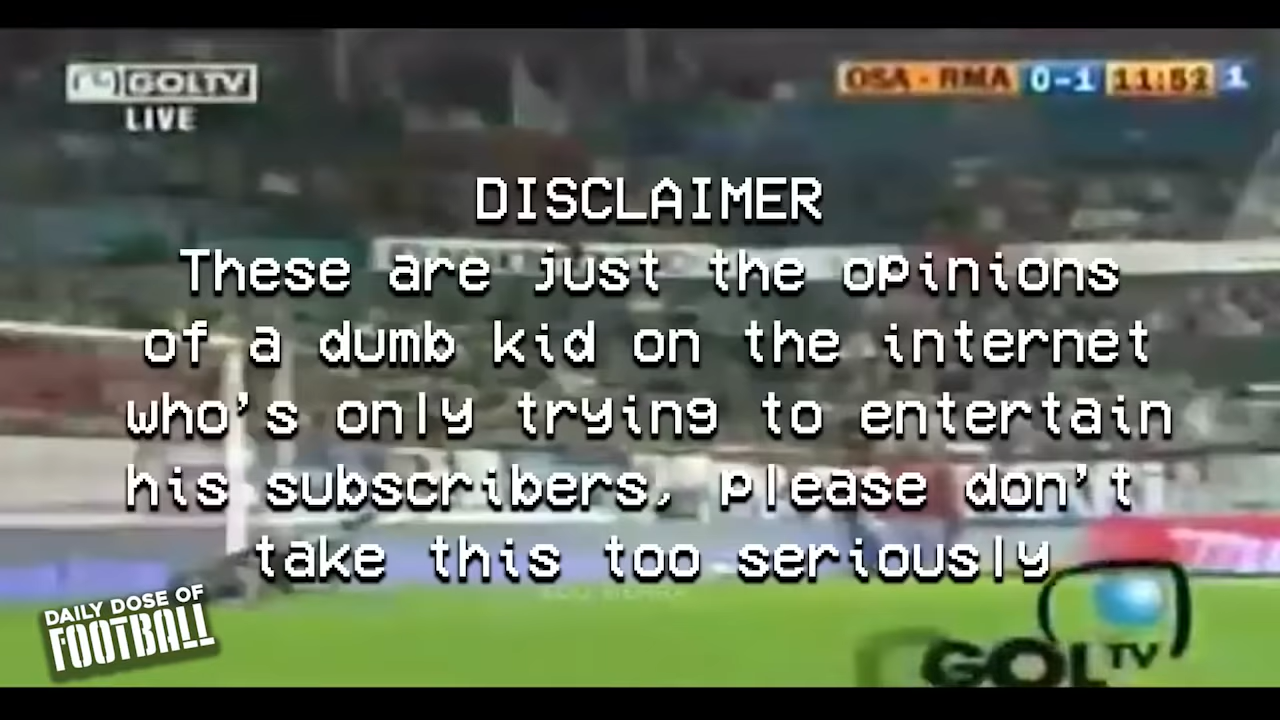 GOLTV
LIVE
OSA - RMA 0-1 11:52 1
DISCLAIMER
These are just the opinions
of a dumb kid on the internet
who's only trying to entertain
his subscribers, please don't
take this too seriously
DAILY DOSE OF
FOOTBALL
GOLTV